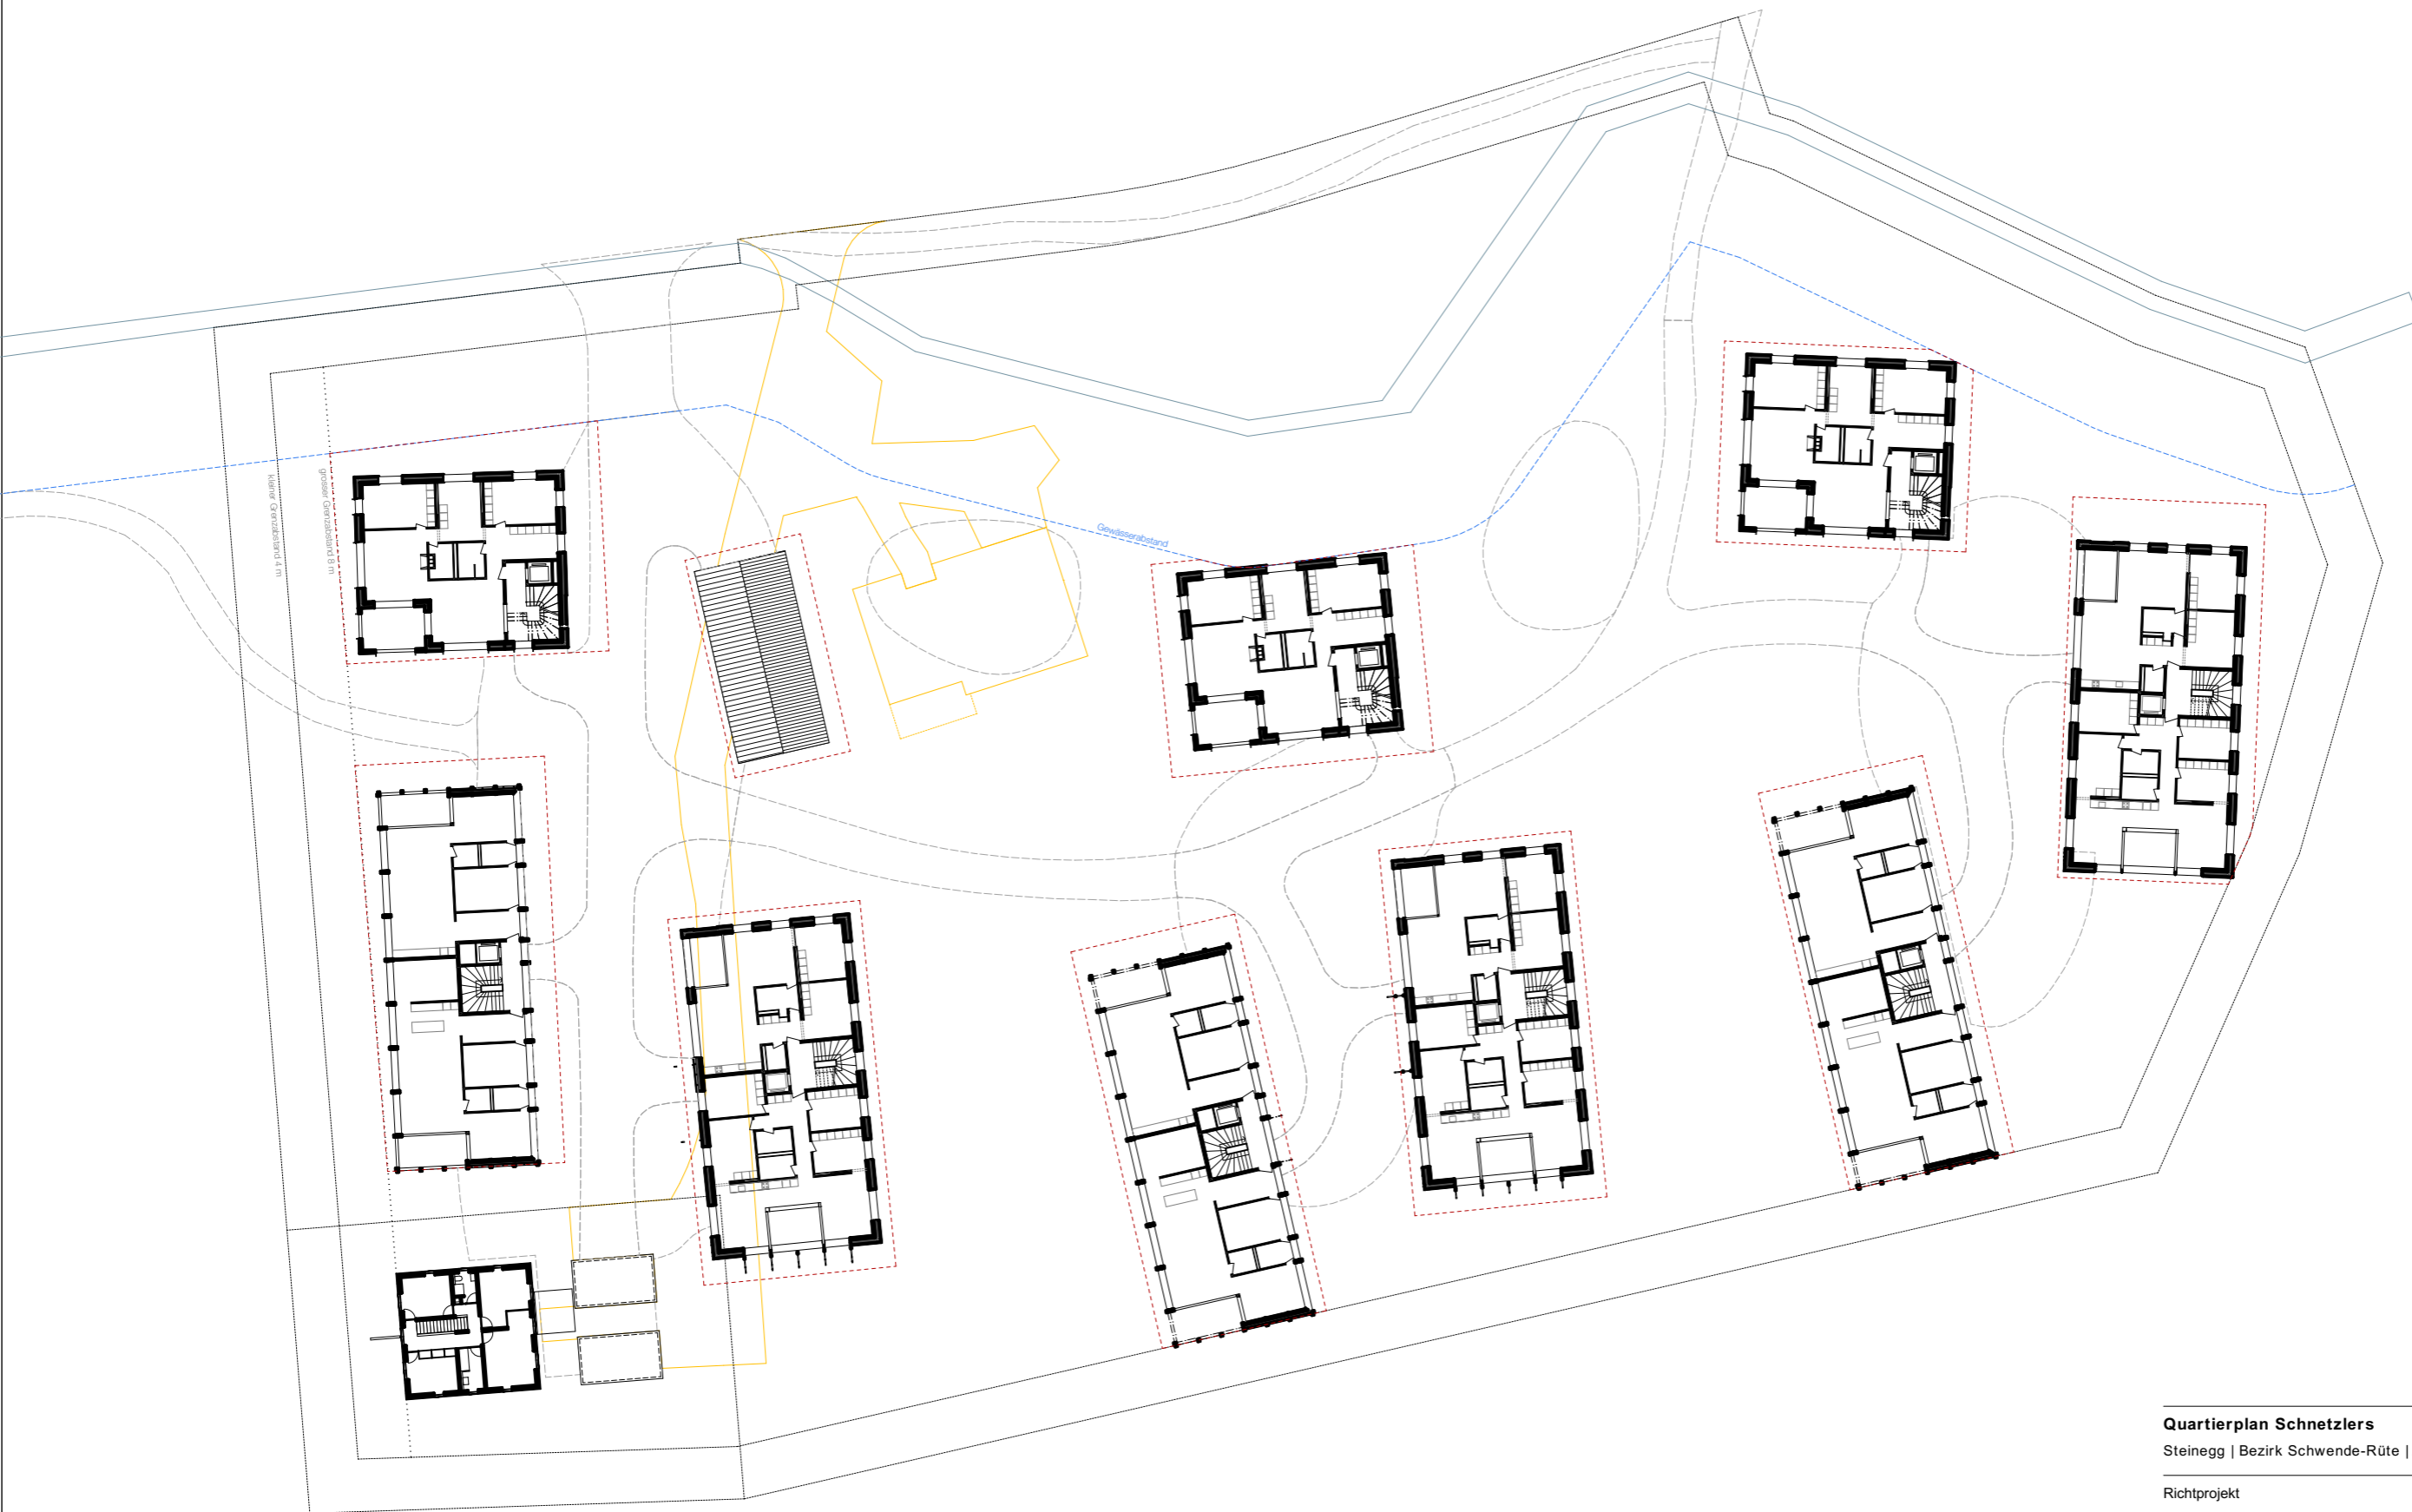 kleiner Grenzabstand 4 m
grosser Grenzabstand 8 m
Gewässerabstand
Quartierplan Schnetzlers
Steinegg | Bezirk Schwende-Rüte |
Richtprojekt